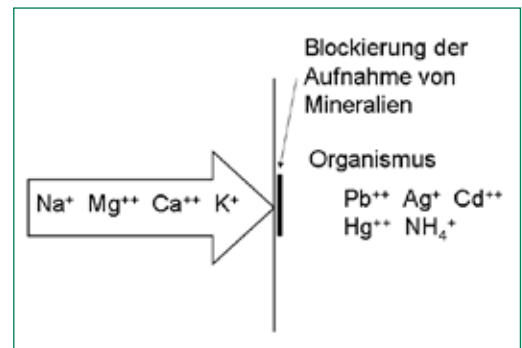 Blockierung der
Aufnahme von
Mineralien
Organismus
Na⁺ Mg⁺⁺ Ca⁺⁺ K⁺
Pb⁺⁺ Ag⁺ Cd⁺⁺
Hg⁺⁺ NH₄⁺